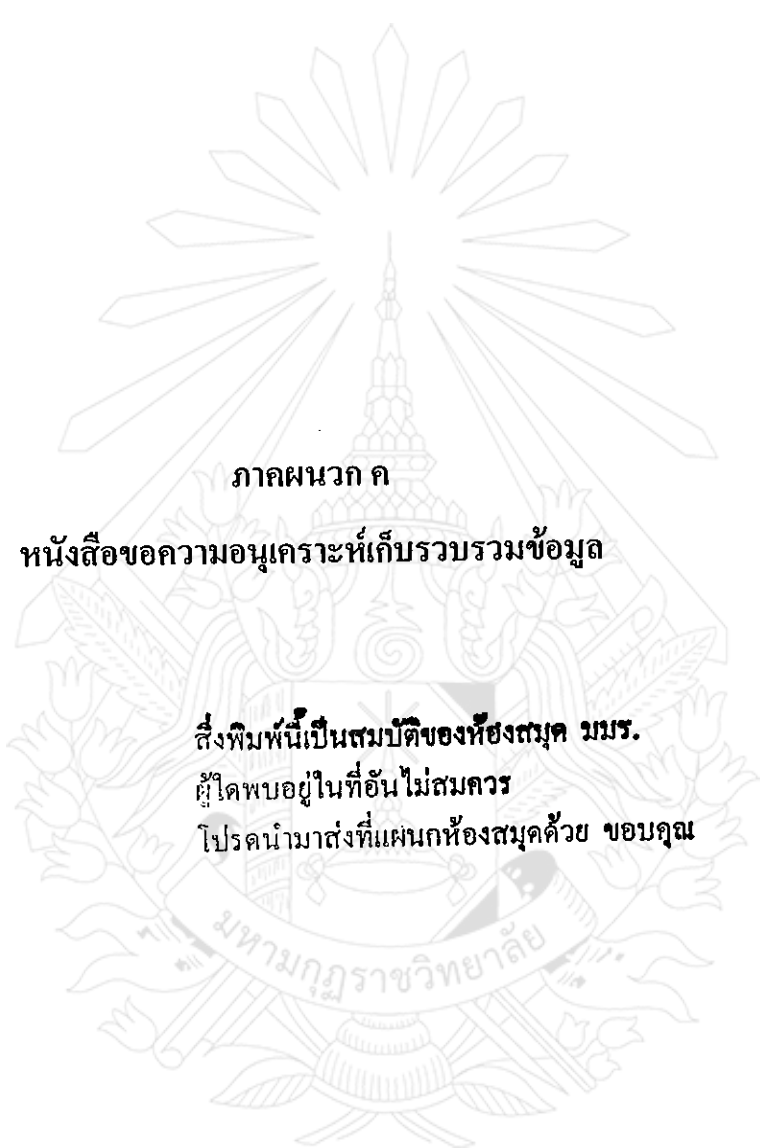 ภาคผนวก ค
หนังสือขอความอนุเคราะห์เก็บรวบรวมข้อมูล
สิ่งพิมพ์นี้เป็นสมบัติของห้องสมุด มมร.
ผู้ใดพบอยู่ในที่อันไม่สมควร
โปรดนำมาส่งที่แผนกห้องสมุดด้วย ขอบคุณ
มหามกุฏราชวิทยาลัย